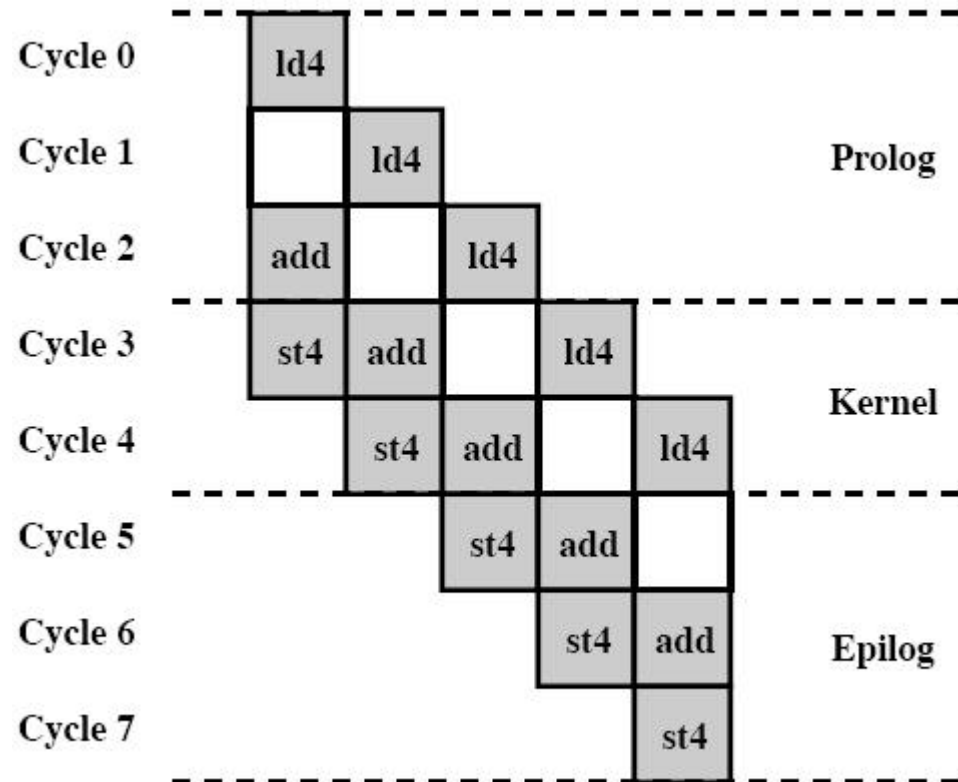 Cycle 0 ld4
Cycle 1 ld4 Prolog
Cycle 2 add ld4
Cycle 3 st4 add ld4
Kernel
Cycle 4 st4 add ld4
Cycle 5 st4 add
Cycle 6 st4 add Epilog
Cycle 7 st4